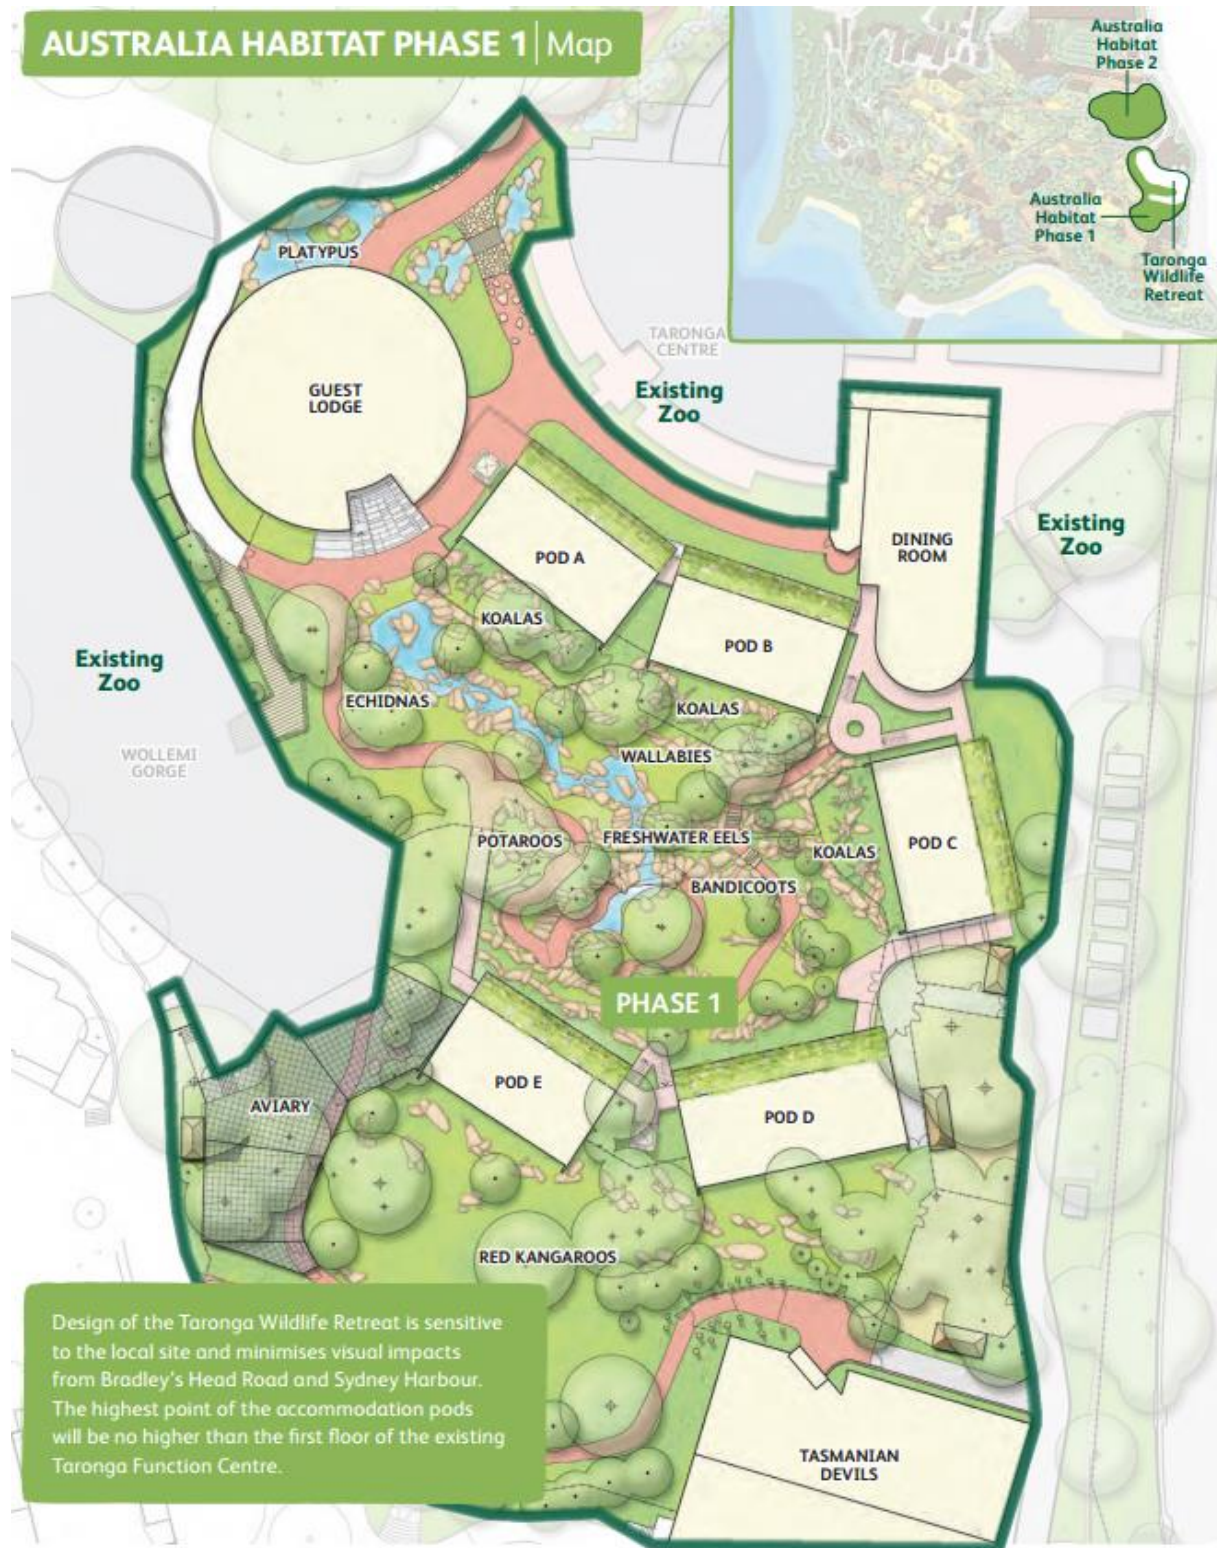 AUSTRALIA HABITAT PHASE 1 | Map
Australia
Habitat
Phase 2
Australia
Habitat
Phase 1
Taronga
Wildlife
Retreat
PLATYPUS
TARONGA
CENTRE
GUEST
LODGE
Existing
Zoo
DINING
ROOM
Existing
Zoo
POD A
KOALAS
POD B
Existing
Zoo
ECHIDNAS
KOALAS
WOLLEMI
GORGE
WALLABIES
POTAROOS
FRESHWATER EELS
KOALAS
POD C
BANDICOOTS
PHASE 1
POD E
AVIARY
POD D
RED KANGAROOS
Design of the Taronga Wildlife Retreat is sensitive
to the local site and minimises visual impacts
from Bradley's Head Road and Sydney Harbour.
The highest point of the accommodation pods
will be no higher than the first floor of the existing
Taronga Function Centre.
TASMANIAN
DEVILS